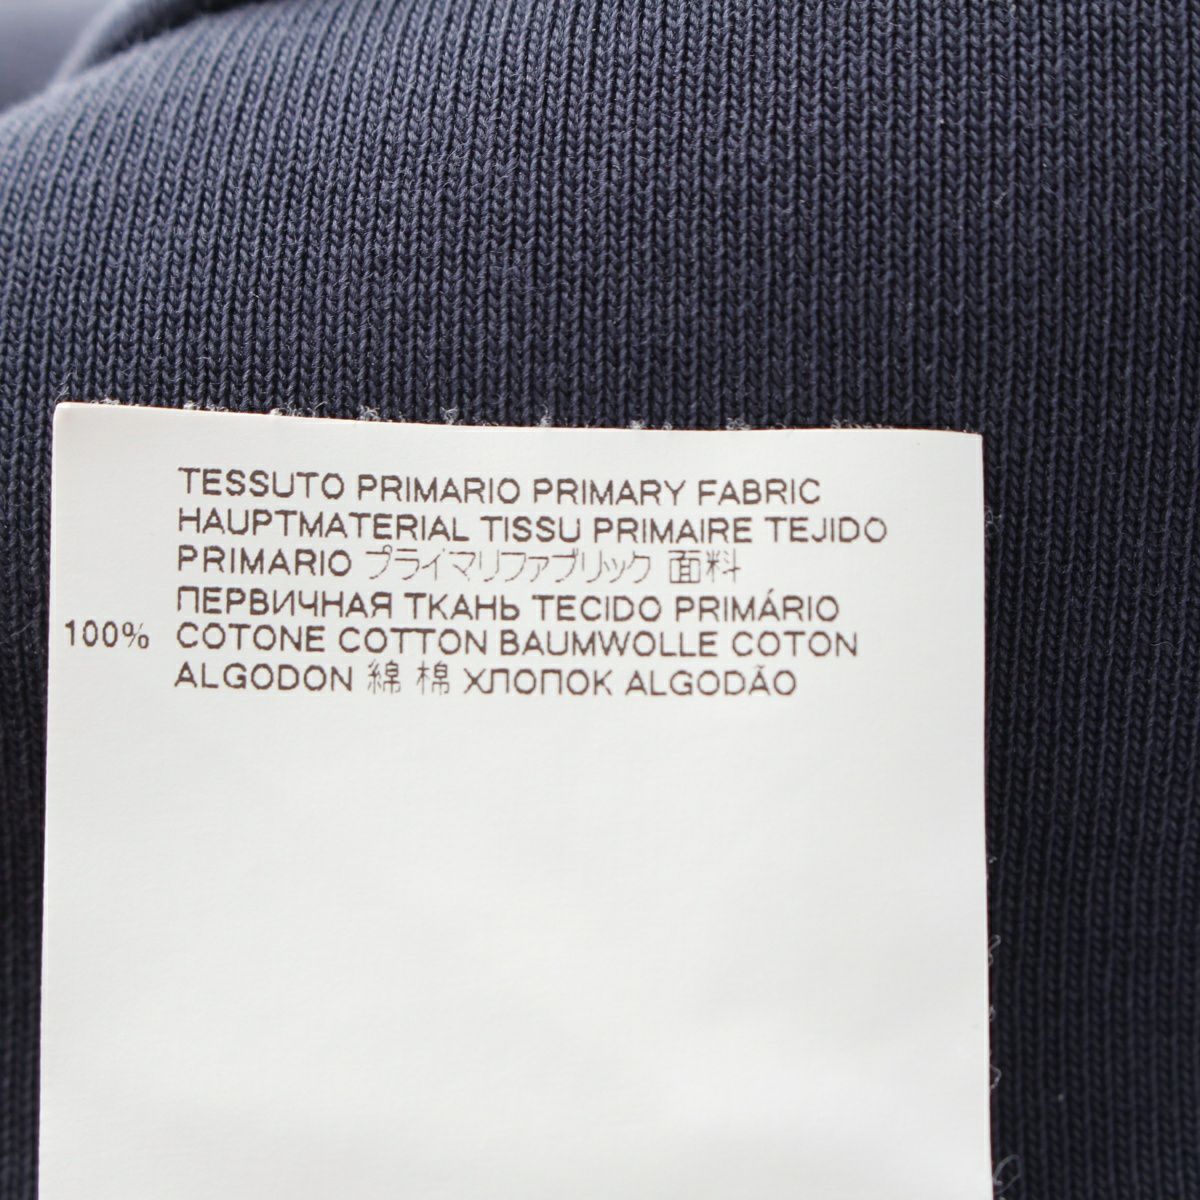 TESSUTO PRIMARIO PRIMARY FABRIC
HAUPTMATERIAL TISSU PRIMAIRE TEJIDO
PRIMARIO プライマリファブリック 面料
ПЕРВИЧНАЯ ТКАНЬ TECIDO PRIMÁRIO
100% COTONE COTTON BAUMWOLLE COTON
ALGODON 綿 棉 ХЛОПОК ALGODÃO